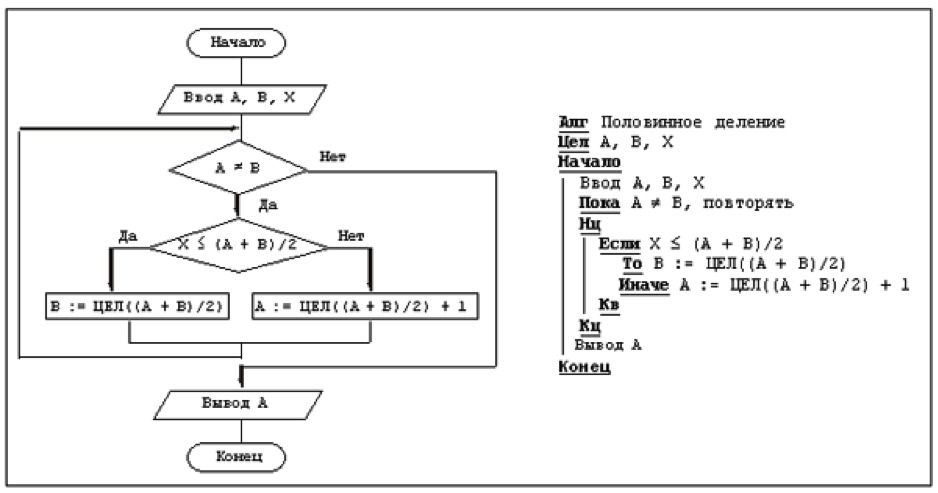 Начало
Ввод A, B, X
A ≠ B
Нет
Да
X ≤ (A + B)/2
Да
Нет
B := ЦЕЛ((A + B)/2)
A := ЦЕЛ((A + B)/2) + 1
Вывод A
Конец
Алг Половинное деление
Цел A, B, X
Начало
Ввод A, B, X
Пока A ≠ B, повторять
Нц
Если X ≤ (A + B)/2
То B := ЦЕЛ((A + B)/2)
Иначе A := ЦЕЛ((A + B)/2) + 1
Кв
Кц
Вывод A
Конец